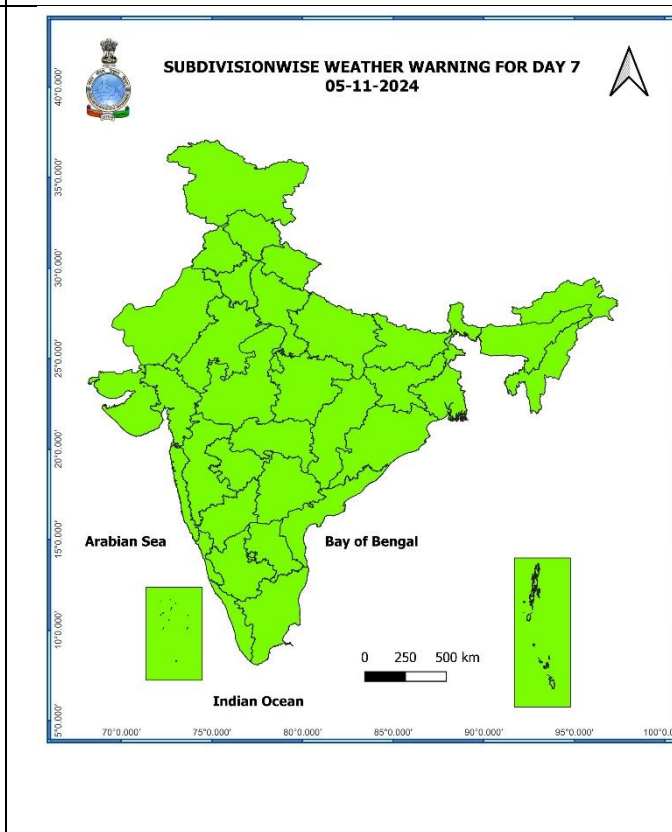 SUBDIVISIONWISE WEATHER WARNING FOR DAY 7
05-11-2024
40°0.000'
35°0.000'
30°0.000'
25°0.000'
20°0.000'
15°0.000'
10°0.000'
5°0.000'
Arabian Sea
Bay of Bengal
0 250 500 km
Indian Ocean
70°0.000' 75°0.000' 80°0.000' 85°0.000' 90°0.000' 95°0.000' 100°0.0